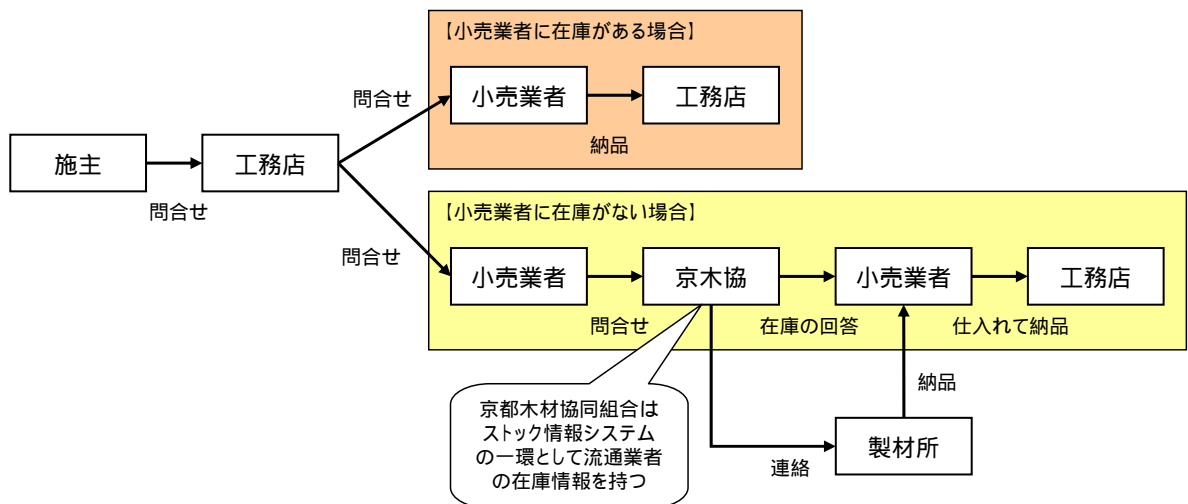 【小売業者に在庫がある場合】
小売業者
工務店
問合せ
納品
施主
工務店
問合せ
【小売業者に在庫がない場合】
問合せ
小売業者
京木協
小売業者
工務店
問合せ
在庫の回答
仕入れて納品
納品
京都木材協同組合は
ストック情報システム
の一環として流通業者
の在庫情報を持つ
製材所
連絡